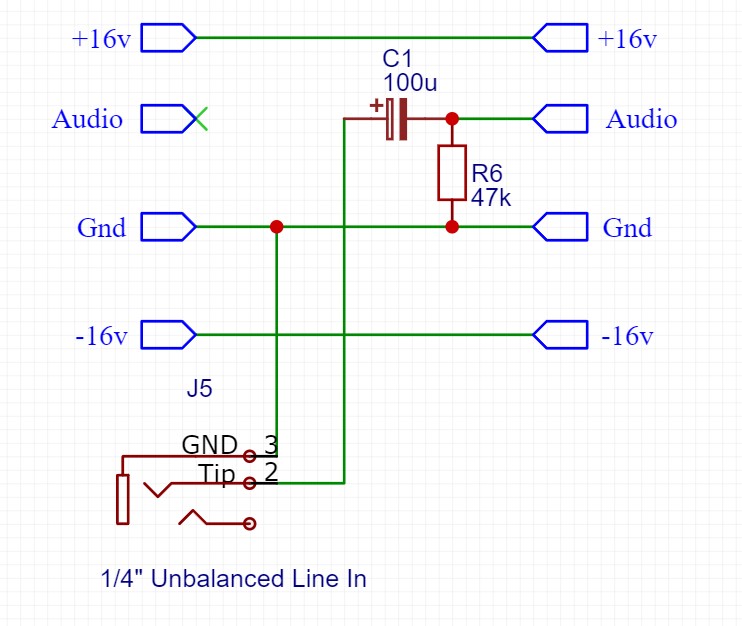 +16v
+16v
C1
100u
+
Audio
Audio
R6
47k
Gnd
Gnd
-16v
-16v
J5
GND 3
Tip 2
1/4" Unbalanced Line In